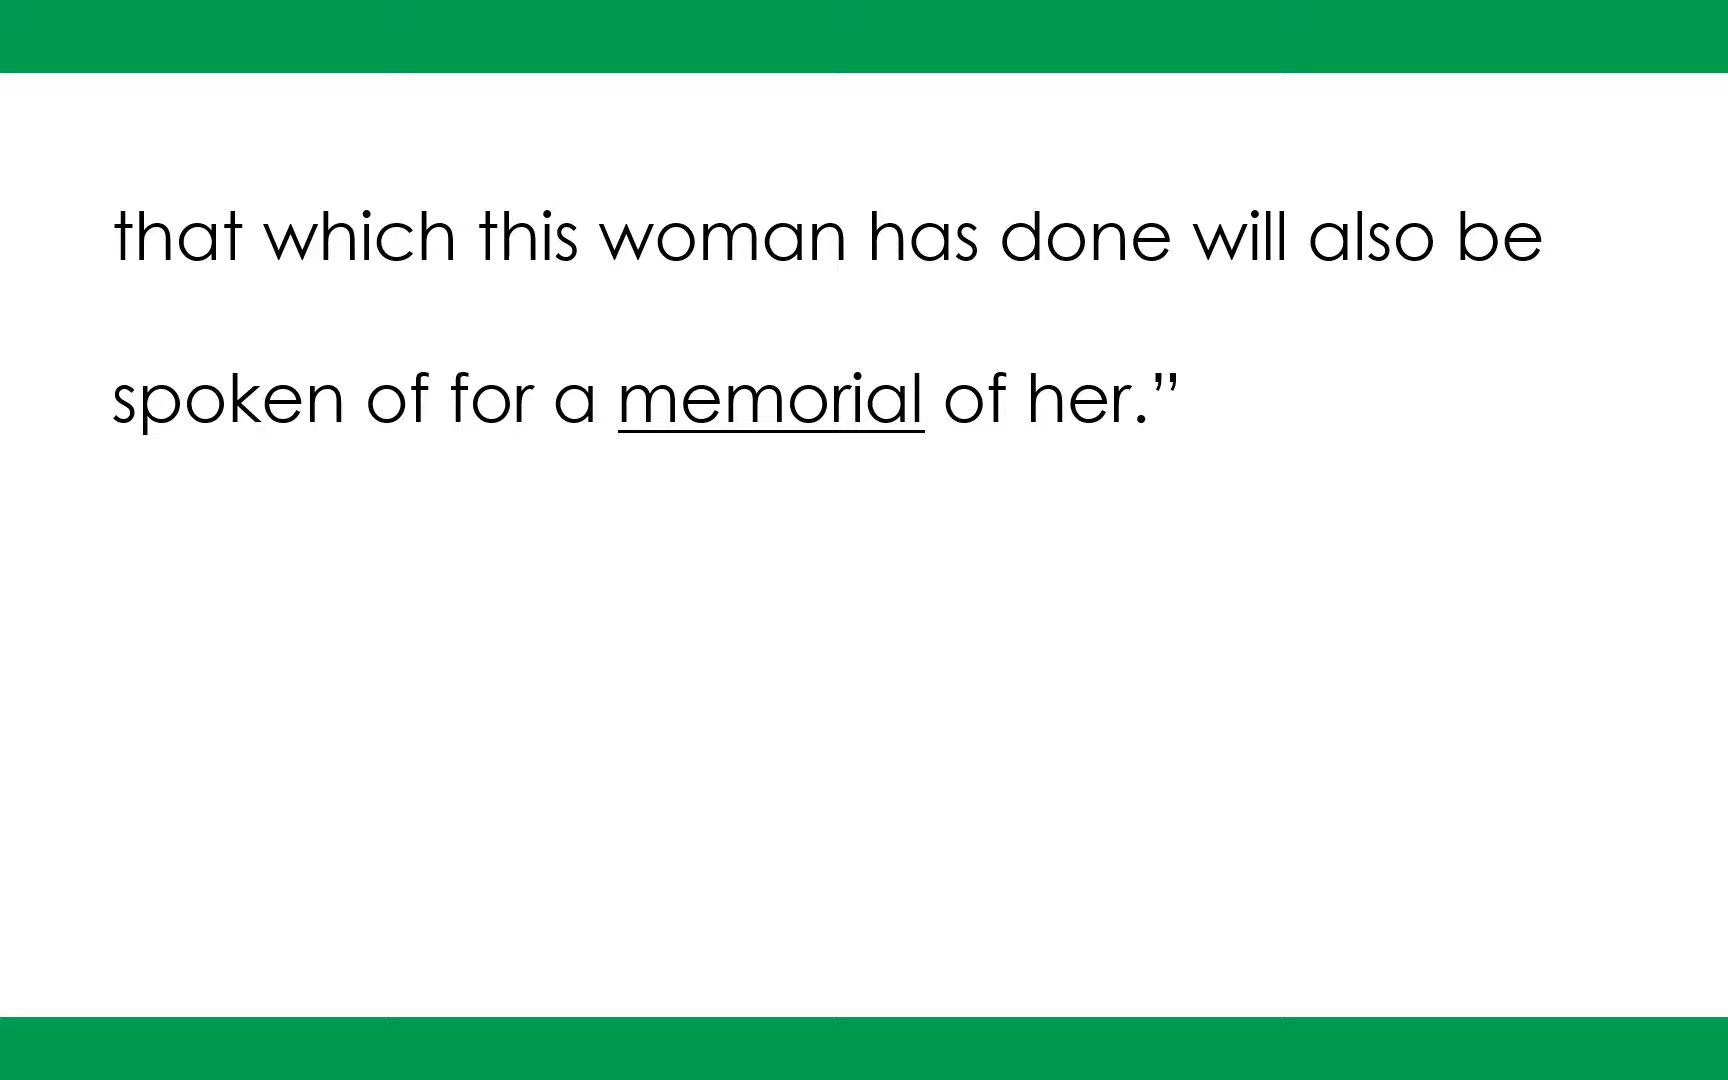 that which this woman has done will also be
spoken of for a memorial of her.”